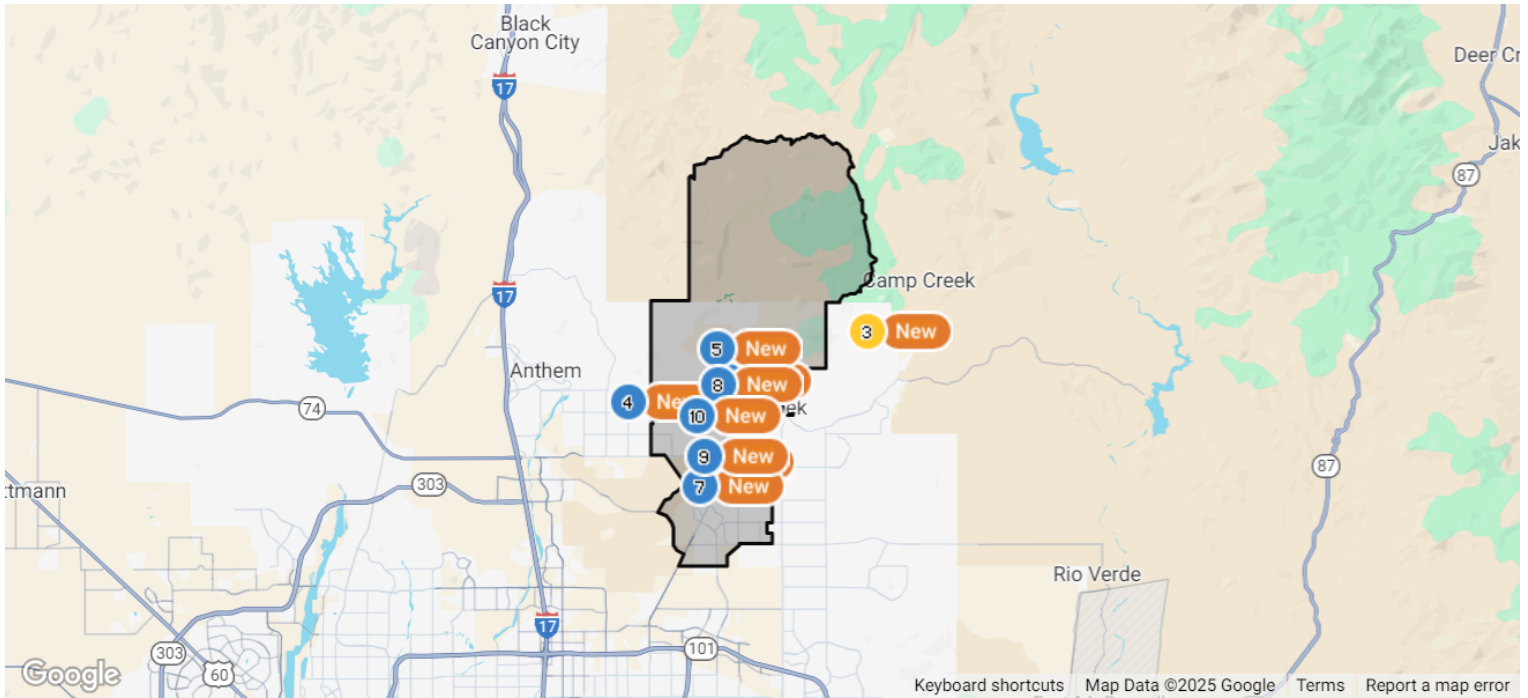 Black
Canyon City
Deer Cr
17
Jak
87
17
Camp Creek
3 New
5 New
Anthem
8 New
4 New
74
10 New
ek
9 New
87
303
7 New
ttmann
Rio Verde
17
303
101
60
Google
Keyboard shortcuts
Map Data ©2025 Google
Terms
Report a map error